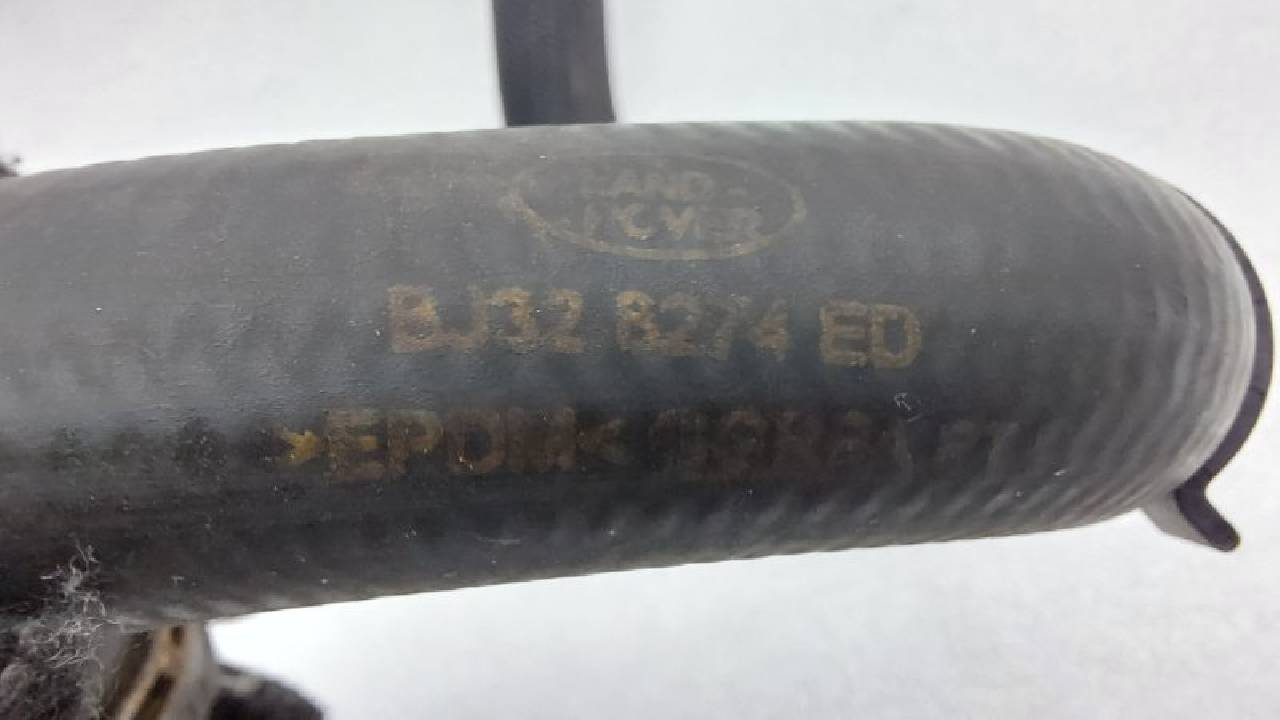 LAND
ROVER
BJ32 8274 ED
>EPDM<